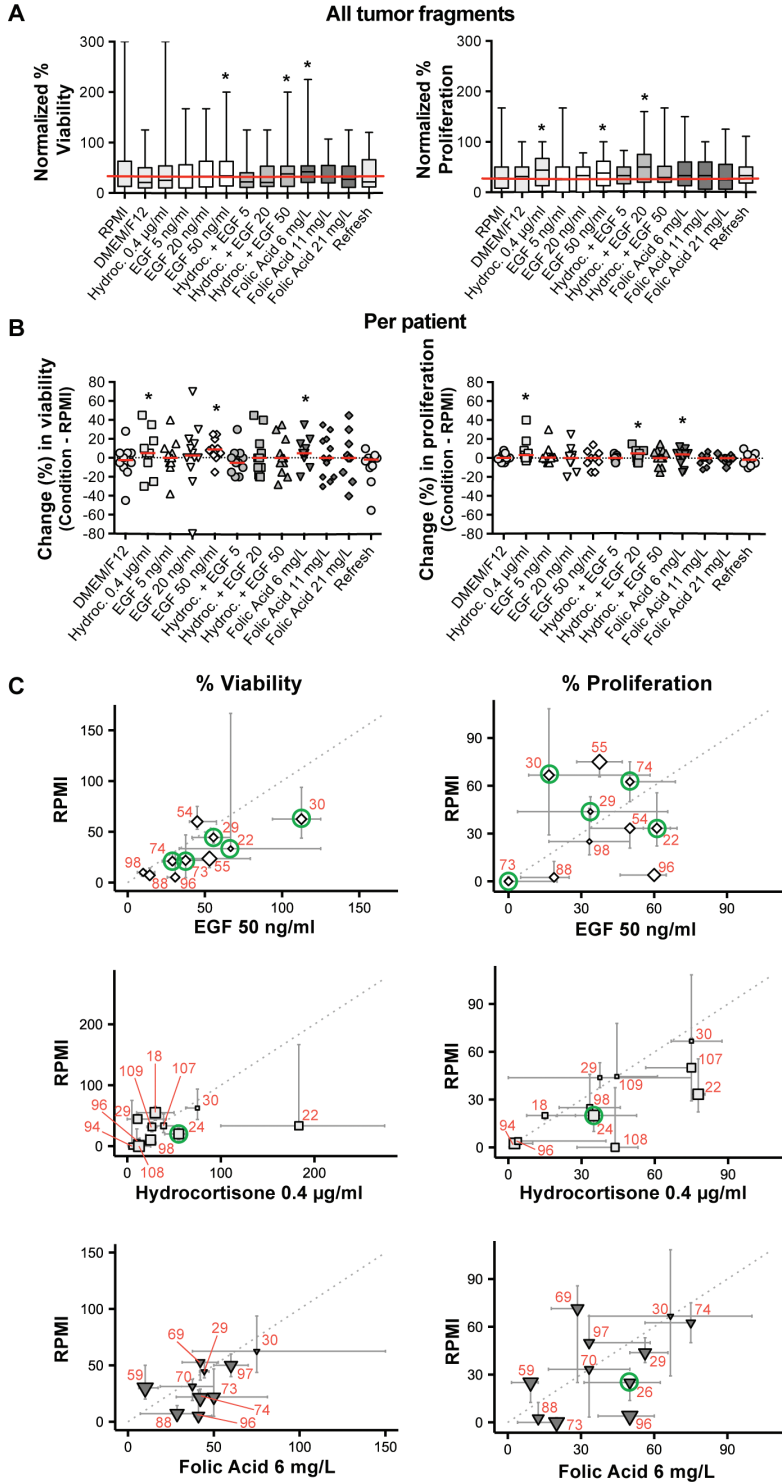 A
All tumor fragments
Normalized %
Viability
300
200
100
0
*
*
*
RPMI
DMEM/F12
Hydroc. 0.4 µg/ml
EGF 5 ng/ml
EGF 20 ng/ml
EGF 50 ng/ml
Hydroc. + EGF 5
Hydroc. + EGF 20
Hydroc. + EGF 50
Folic Acid 6 mg/L
Folic Acid 11 mg/L
Folic Acid 21 mg/L
Refresh
Normalized %
Proliferation
300
200
100
0
*
*
*
RPMI
DMEM/F12
Hydroc. 0.4 µg/ml
EGF 5 ng/ml
EGF 20 ng/ml
EGF 50 ng/ml
Hydroc. + EGF 5
Hydroc. + EGF 20
Hydroc. + EGF 50
Folic Acid 6 mg/L
Folic Acid 11 mg/L
Folic Acid 21 mg/L
Refresh
B
Per patient
Change (%) in viability
(Condition - RPMI)
80
60
40
20
0
-20
-40
-60
-80
*
*
*
DMEM/F12
Hydroc. 0.4 µg/ml
EGF 5 ng/ml
EGF 20 ng/ml
EGF 50 ng/ml
Hydroc. + EGF 5
Hydroc. + EGF 20
Hydroc. + EGF 50
Folic Acid 6 mg/L
Folic Acid 11 mg/L
Folic Acid 21 mg/L
Refresh
Change (%) in proliferation
(Condition - RPMI)
80
60
40
20
0
-20
-40
-60
-80
*
*
*
DMEM/F12
Hydroc. 0.4 µg/ml
EGF 5 ng/ml
EGF 20 ng/ml
EGF 50 ng/ml
Hydroc. + EGF 5
Hydroc. + EGF 20
Hydroc. + EGF 50
Folic Acid 6 mg/L
Folic Acid 11 mg/L
Folic Acid 21 mg/L
Refresh
C
% Viability
RPMI
150
100
50
0
54
30
29
74
22
98
55
73
88
96
0
50
100
150
EGF 50 ng/ml
% Proliferation
RPMI
90
60
30
0
55
30
74
29
54
22
98
73
88
96
0
30
60
90
EGF 50 ng/ml
RPMI
200
100
0
18
109
107
30
96
29
22
94
24
98
108
0
100
200
Hydrocortisone 0.4 µg/ml
RPMI
90
60
30
0
30
29
107
109
22
98
18
94
24
96
108
0
30
60
90
Hydrocortisone 0.4 µg/ml
RPMI
150
100
50
0
29
69
30
97
59
70
73
74
88
96
0
50
100
150
Folic Acid 6 mg/L
RPMI
90
60
30
0
69
30
74
97
29
59
70
26
88
73
96
0
30
60
90
Folic Acid 6 mg/L